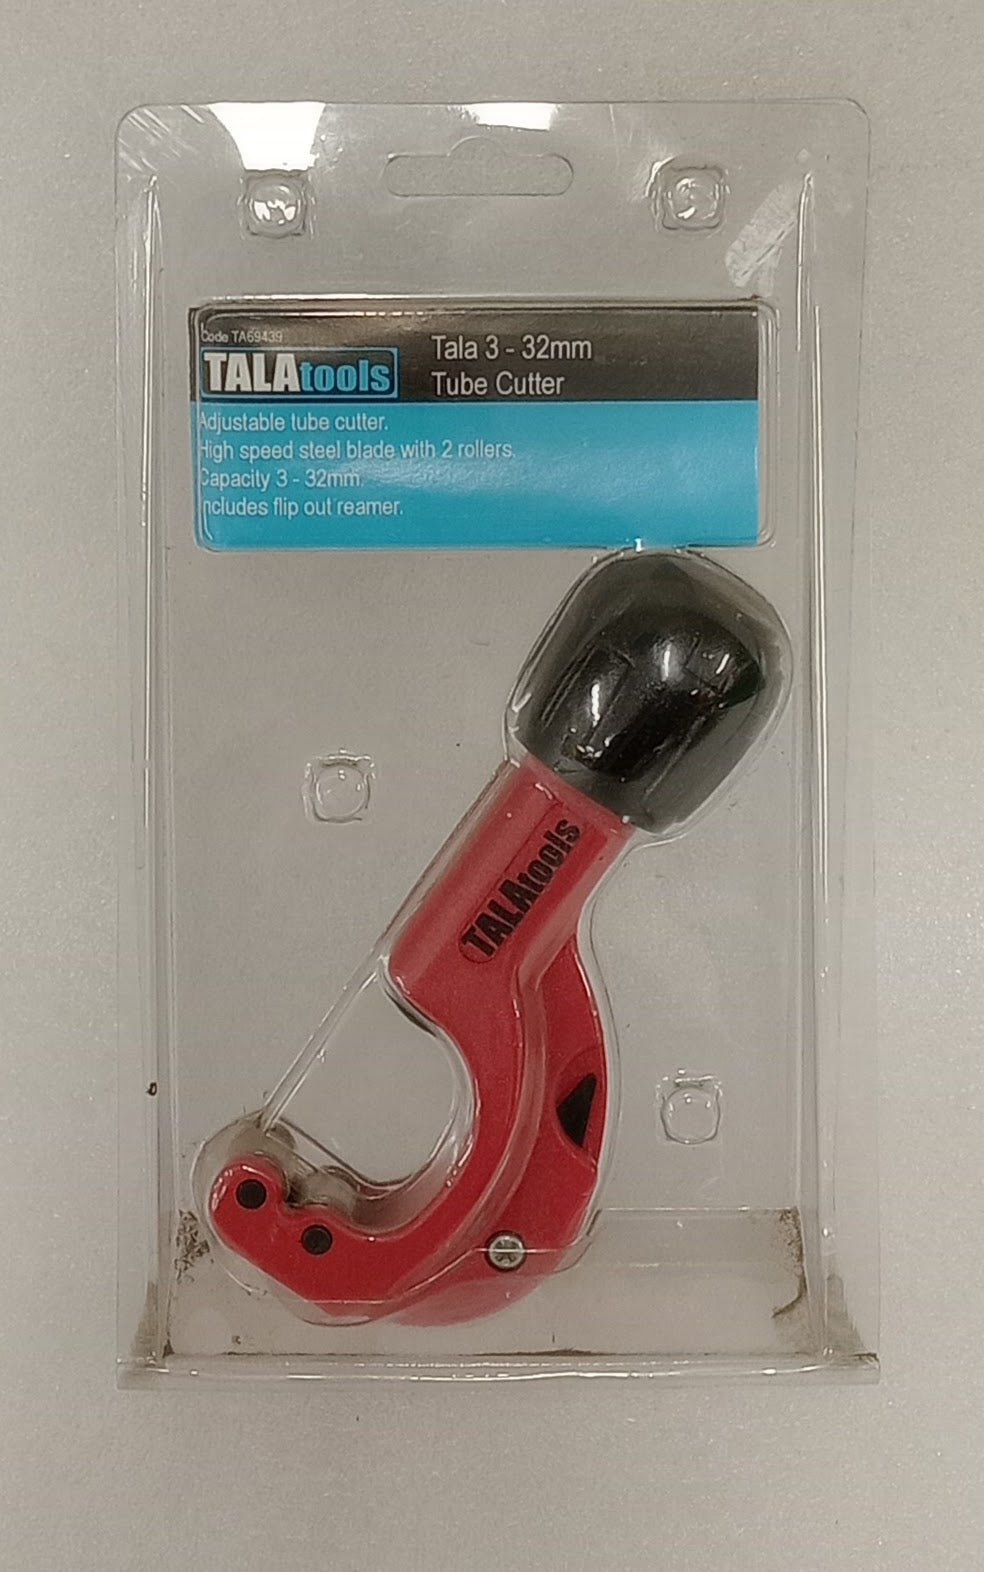 Code TA69439
TALAtools
Tala 3 - 32mm
Tube Cutter
Adjustable tube cutter.
High speed steel blade with 2 rollers.
Capacity 3 - 32mm.
Includes flip out reamer.
TALAtools